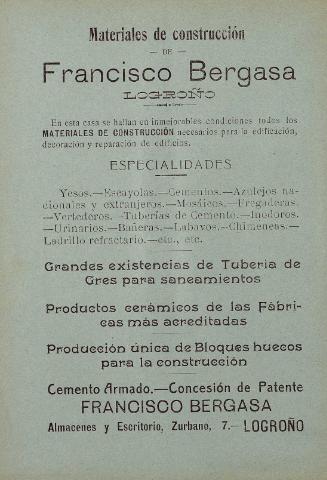 Materiales de construcción
— DE —
Francisco Bergasa
LOGROÑO
En esta casa se hallan en inmejorables condiciones todos los
MATERIALES DE CONSTRUCCIÓN necesarios para la edificación,
decoración y reparación de edificios.
ESPECIALIDADES
Yesos.—Escayolas.—Cementos.—Azulejos na-
cionales y extranjeros.—Mosáicos.—Fregaderas.
—Vertederos.—Tuberías de Cemento.—Inodoros.
—Urinarios.—Bañeras.—Labavos.—Chimeneas.—
Ladrillo refractario.—etc., etc.
Grandes existencias de Tubería de
Gres para saneamientos
Productos cerámicos de las Fábri-
cas más acreditadas
Producción única de Bloques huecos
para la construcción
Cemento Armado.—Concesión de Patente
FRANCISCO BERGASA
Almacenes y Escritorio, Zurbano, 7.— LOGROÑO